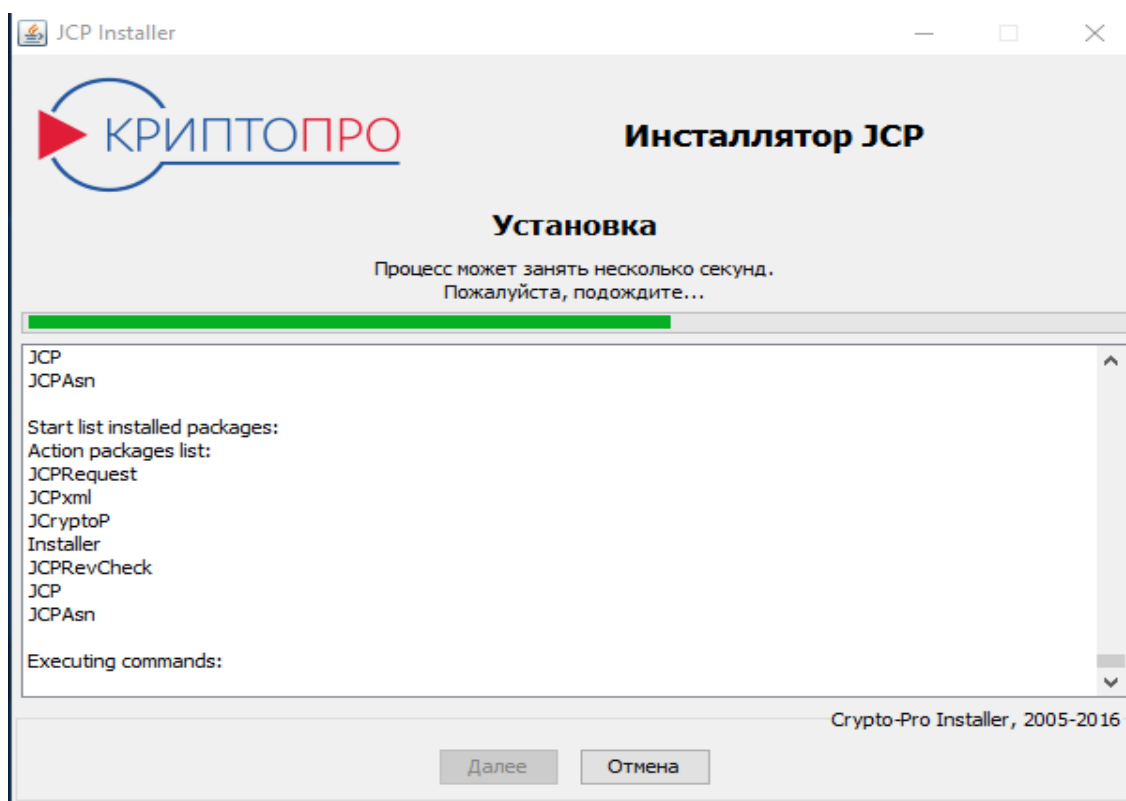 JCP Installer
КРИПТОПРО
Инсталлятор JCP
Установка
Процесс может занять несколько секунд.
Пожалуйста, подождите...
JCP
JCPAsn
Start list installed packages:
Action packages list:
JCPRequest
JCPxml
JCryptoP
Installer
JCPRevCheck
JCP
JCPAsn
Executing commands:
Crypto-Pro Installer, 2005-2016
Далее
Отмена